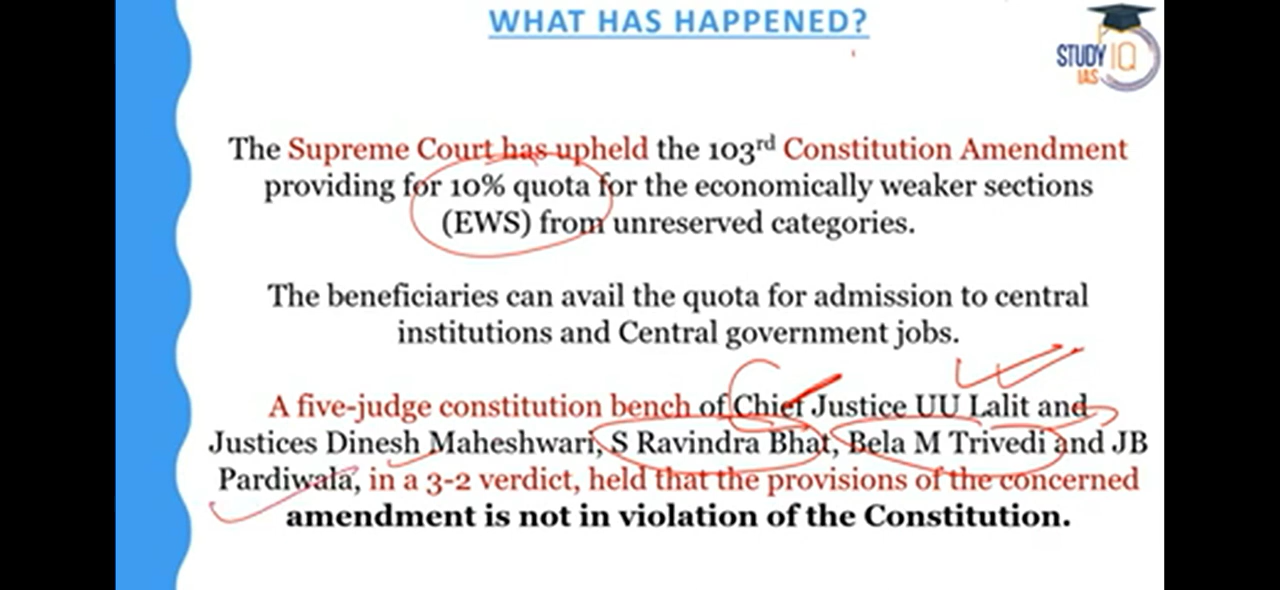 WHAT HAS HAPPENED?
STUDY IQ
IAS
The Supreme Court has upheld the 103rd Constitution Amendment
providing for 10% quota for the economically weaker sections
(EWS) from unreserved categories.
The beneficiaries can avail the quota for admission to central
institutions and Central government jobs.
A five-judge constitution bench of Chief Justice UU Lalit and
Justices Dinesh Maheshwari, S Ravindra Bhat, Bela M Trivedi and JB
Pardiwala, in a 3-2 verdict, held that the provisions of the concerned
amendment is not in violation of the Constitution.